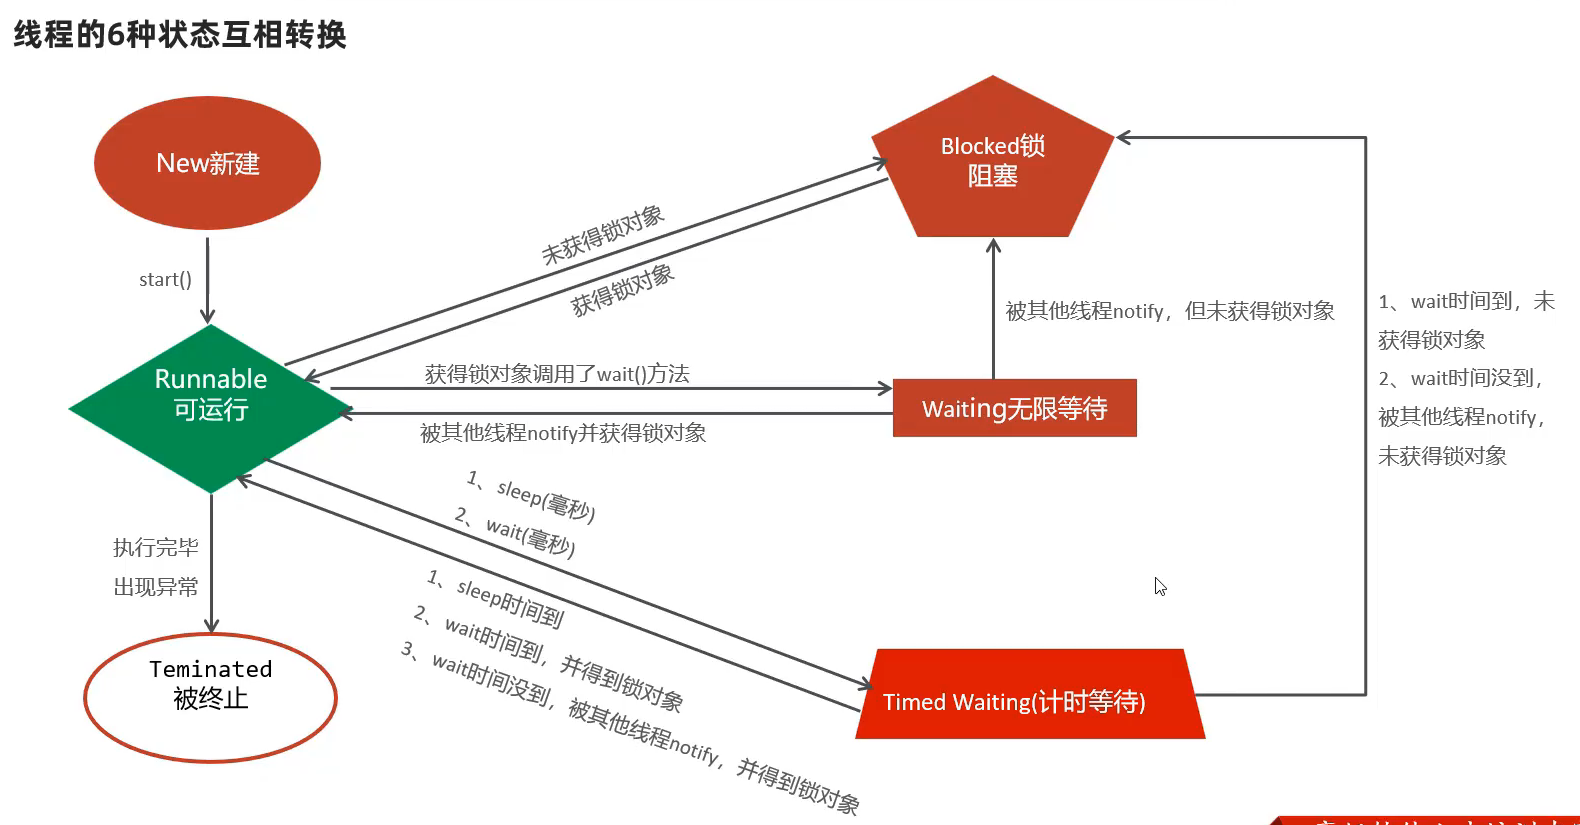 线程的6种状态互相转换
New新建
start()
Runnable
可运行
执行完毕
出现异常
Teminated
被终止
未获得锁对象
获得锁对象
获得锁对象调用了wait()方法
被其他线程notify并获得锁对象
1、sleep(毫秒)
2、wait(毫秒)
1、sleep时间到
2、wait时间到，并得到锁对象
3、wait时间没到，被其他线程notify，并得到锁对象
Blocked锁
阻塞
被其他线程notify，但未获得锁对象
Waiting无限等待
Timed Waiting(计时等待)
1、wait时间到，未
获得锁对象
2、wait时间没到，
被其他线程notify，
未获得锁对象